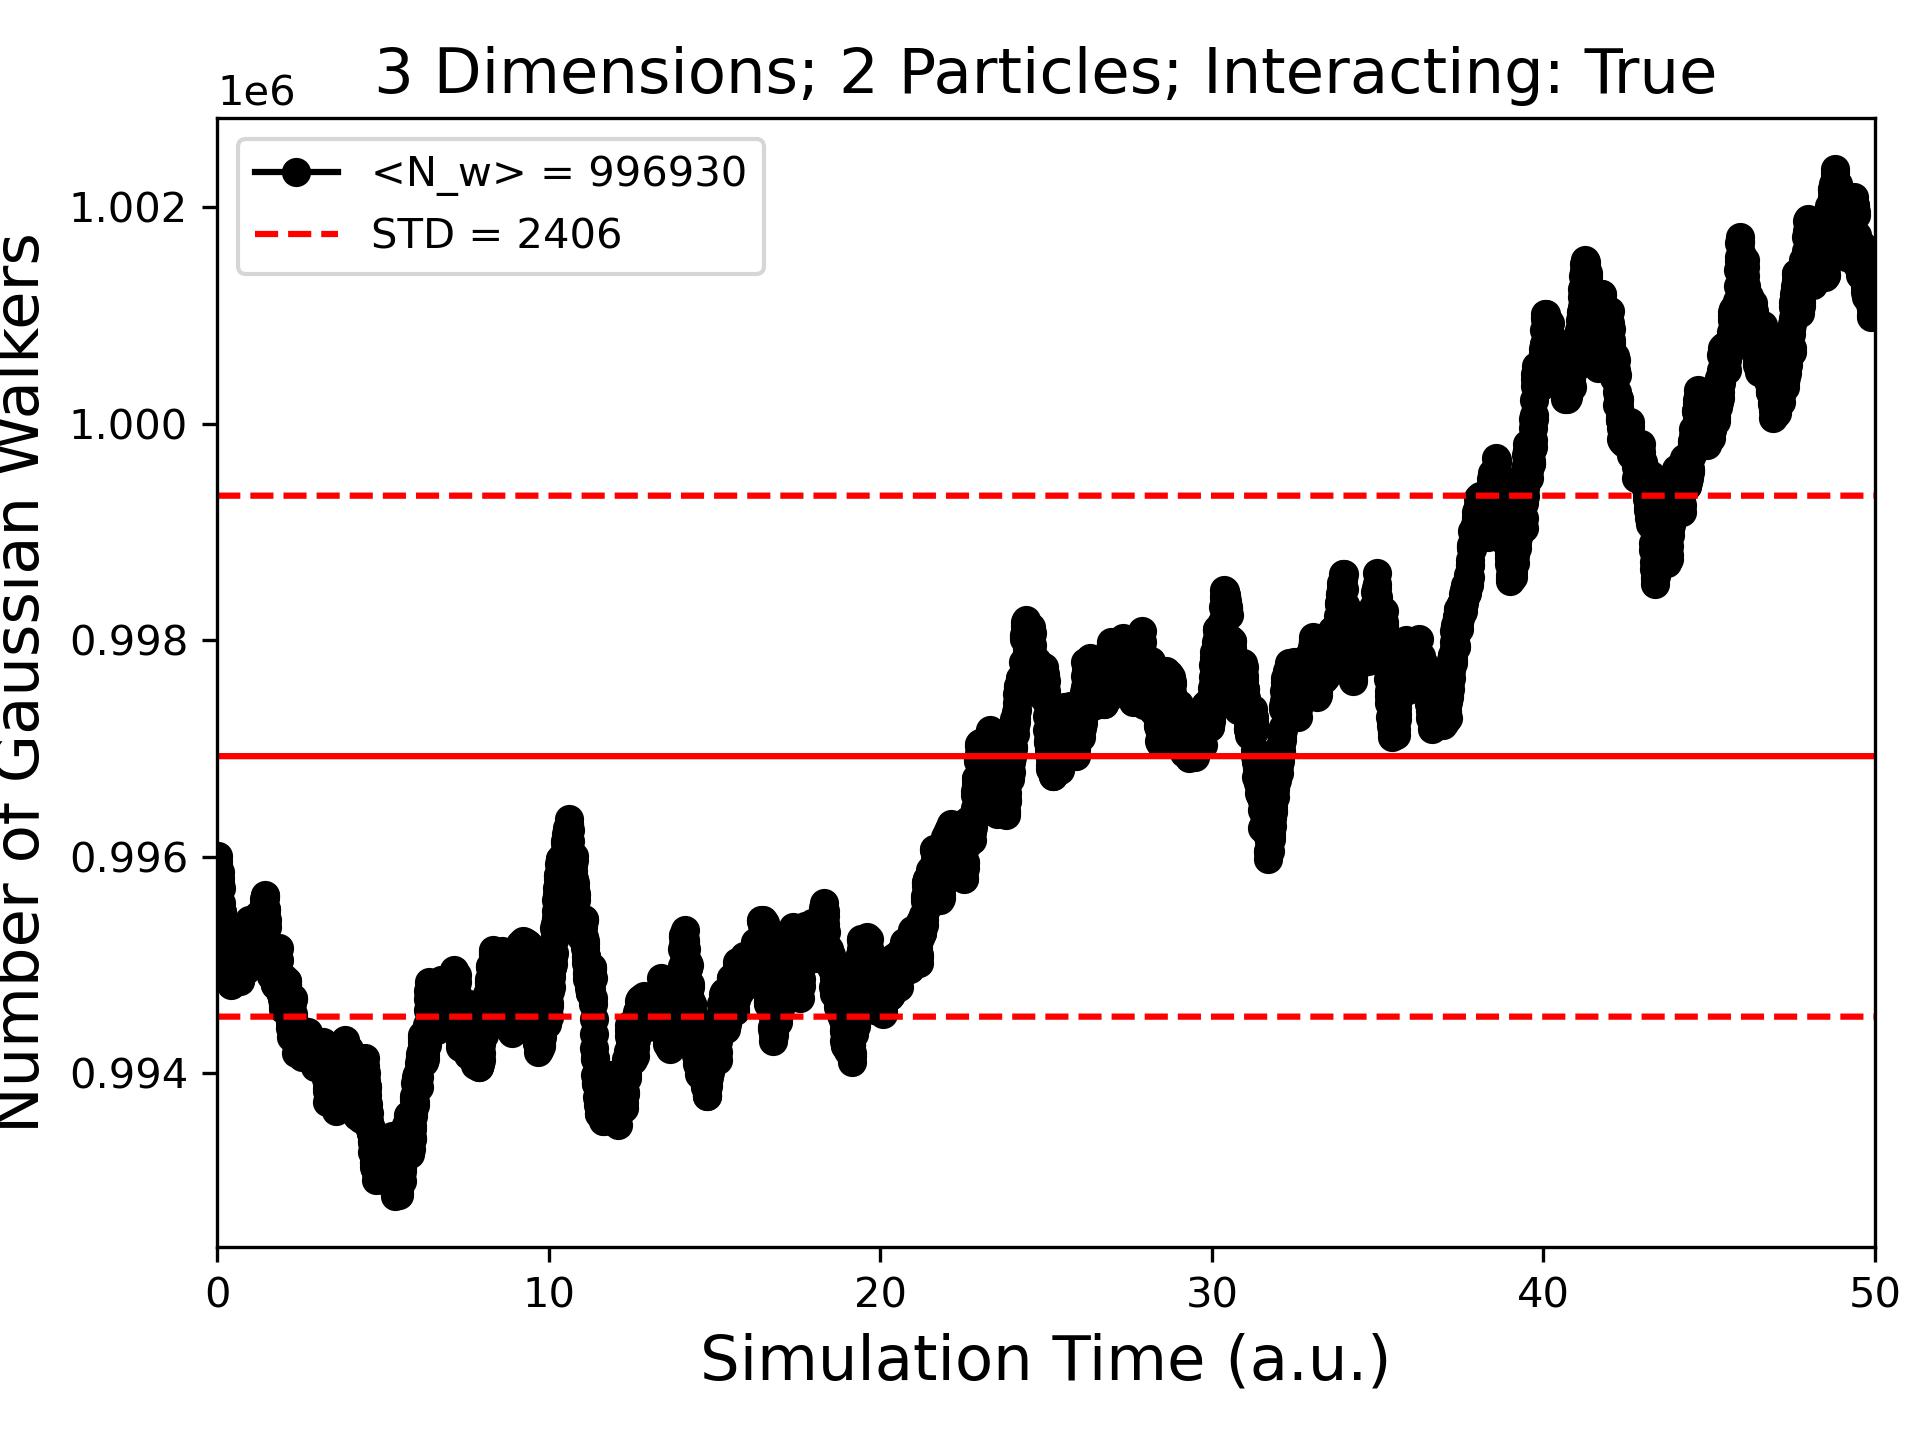 3 Dimensions; 2 Particles; Interacting: True
1e6
<N_w> = 996930
STD = 2406
1.002
1.000
0.998
0.996
0.994
Number of Gaussian Walkers
0 10 20 30 40 50
Simulation Time (a.u.)